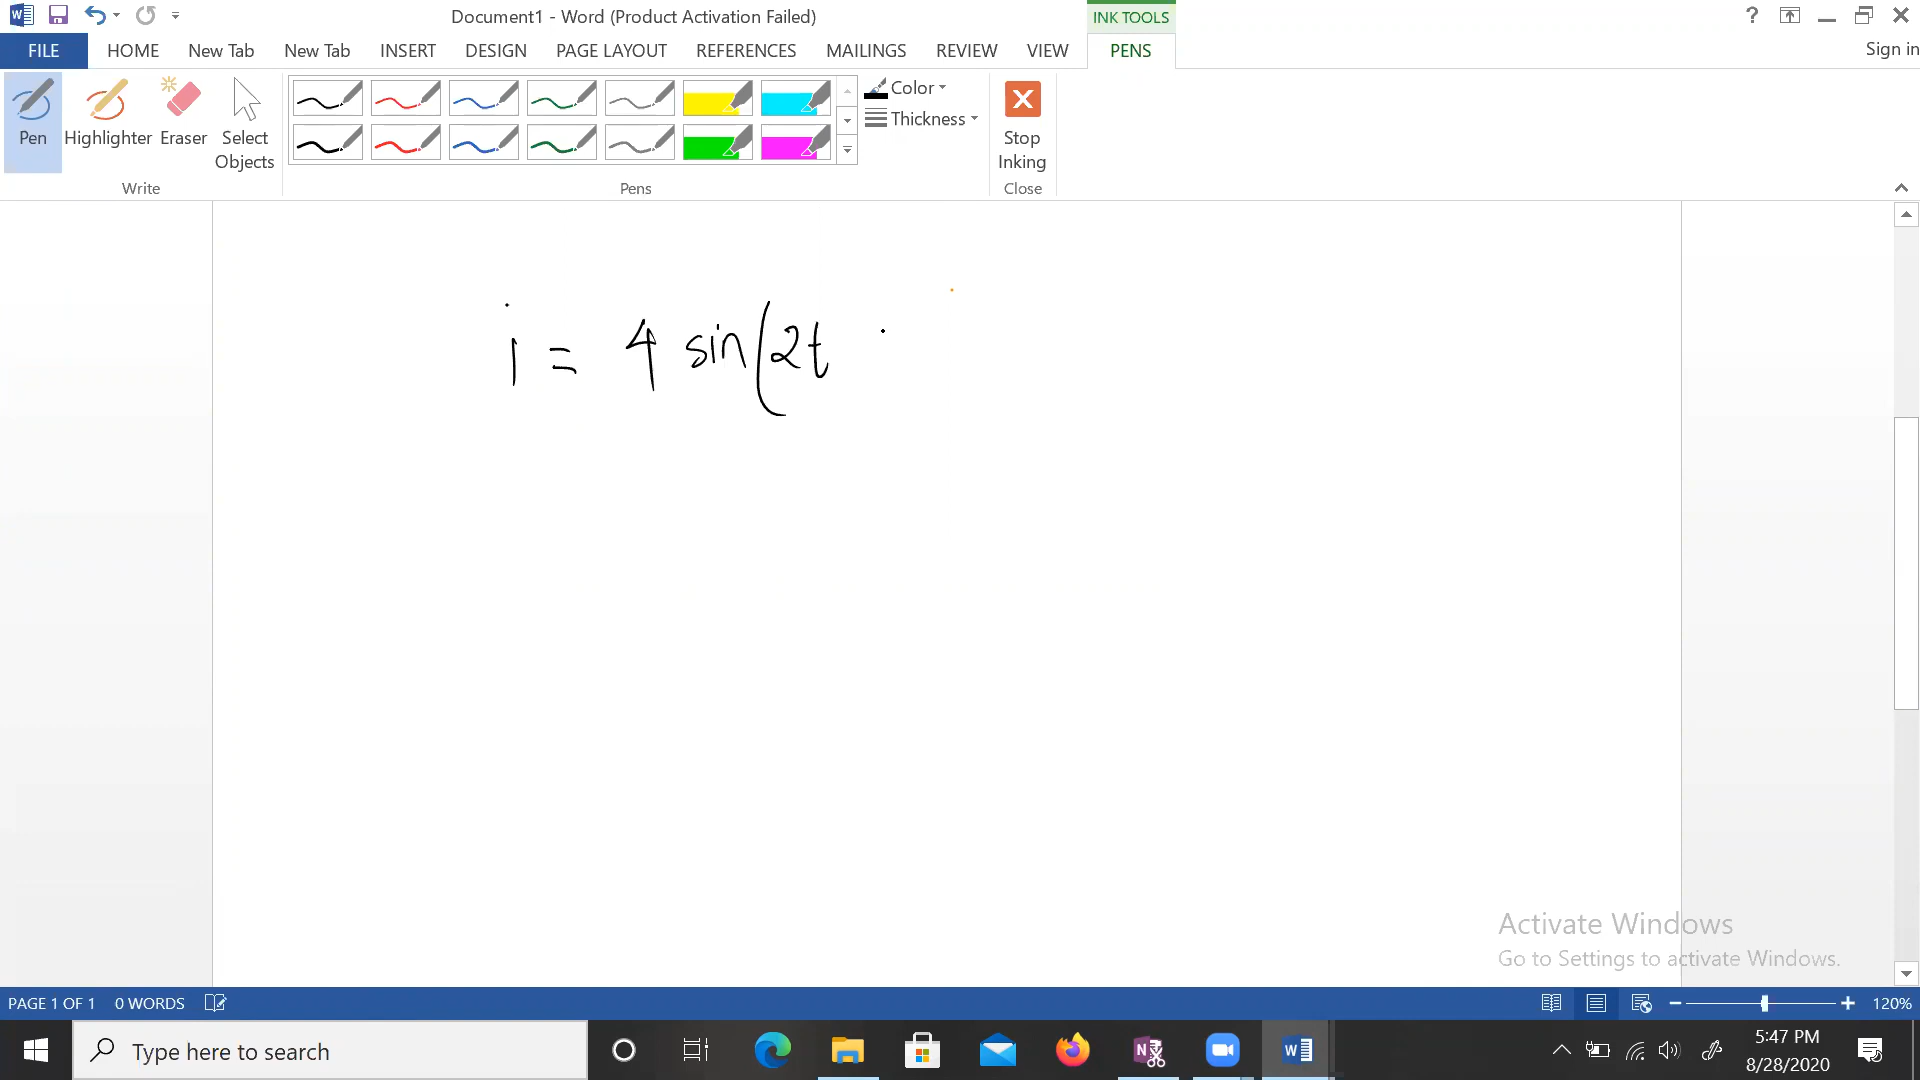 Document1 - Word (Product Activation Failed)
INK TOOLS
?
FILE HOME New Tab New Tab INSERT DESIGN PAGE LAYOUT REFERENCES MAILINGS REVIEW VIEW PENS
Sign in
Pen
Highlighter
Eraser
Select
Objects
Color
Thickness
Stop
Inking
Write
Pens
Close
i = 4 sin(2t
Activate Windows
Go to Settings to activate Windows.
PAGE 1 OF 1 0 WORDS
120%
Type here to search
5:47 PM
8/28/2020